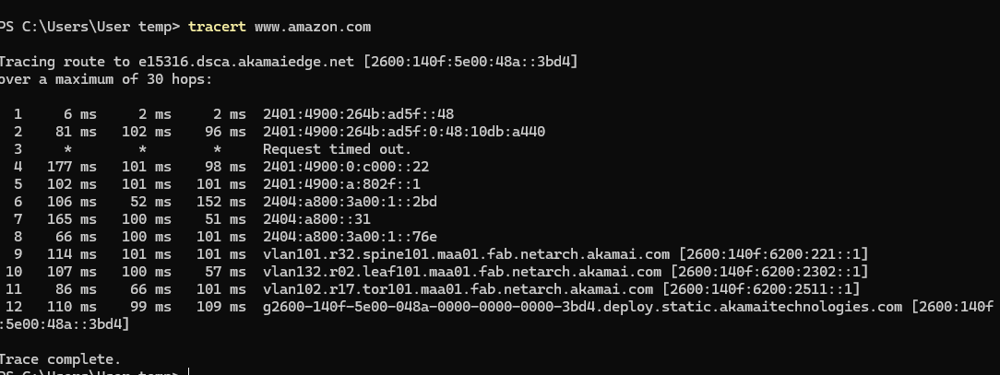 PS C:\Users\User temp> tracert www.amazon.com
Tracing route to e15316.dsca.akamaiedge.net [2600:140f:5e00:48a::3bd4]
over a maximum of 30 hops:
1 6 ms 2 ms 2 ms 2401:4900:264b:ad5f::48
2 81 ms 102 ms 96 ms 2401:4900:264b:ad5f:0:48:10db:a440
3 * * * Request timed out.
4 177 ms 101 ms 98 ms 2401:4900:0:c000::22
5 102 ms 101 ms 101 ms 2401:4900:a:802f::1
6 106 ms 52 ms 152 ms 2404:a800:3a00:1::2bd
7 165 ms 100 ms 51 ms 2404:a800::31
8 66 ms 100 ms 101 ms 2404:a800:3a00:1::76e
9 114 ms 101 ms 101 ms vlan101.r32.spine101.maa01.fab.netarch.akamai.com [2600:140f:6200:221::1]
10 107 ms 100 ms 57 ms vlan132.r02.leaf101.maa01.fab.netarch.akamai.com [2600:140f:6200:2302::1]
11 86 ms 66 ms 101 ms vlan102.r17.tor101.maa01.fab.netarch.akamai.com [2600:140f:6200:2511::1]
12 110 ms 99 ms 109 ms g2600-140f-5e00-048a-0000-0000-0000-3bd4.deploy.static.akamaitechnologies.com [2600:140f
:5e00:48a::3bd4]
Trace complete.
PS C:\Users\User temp>